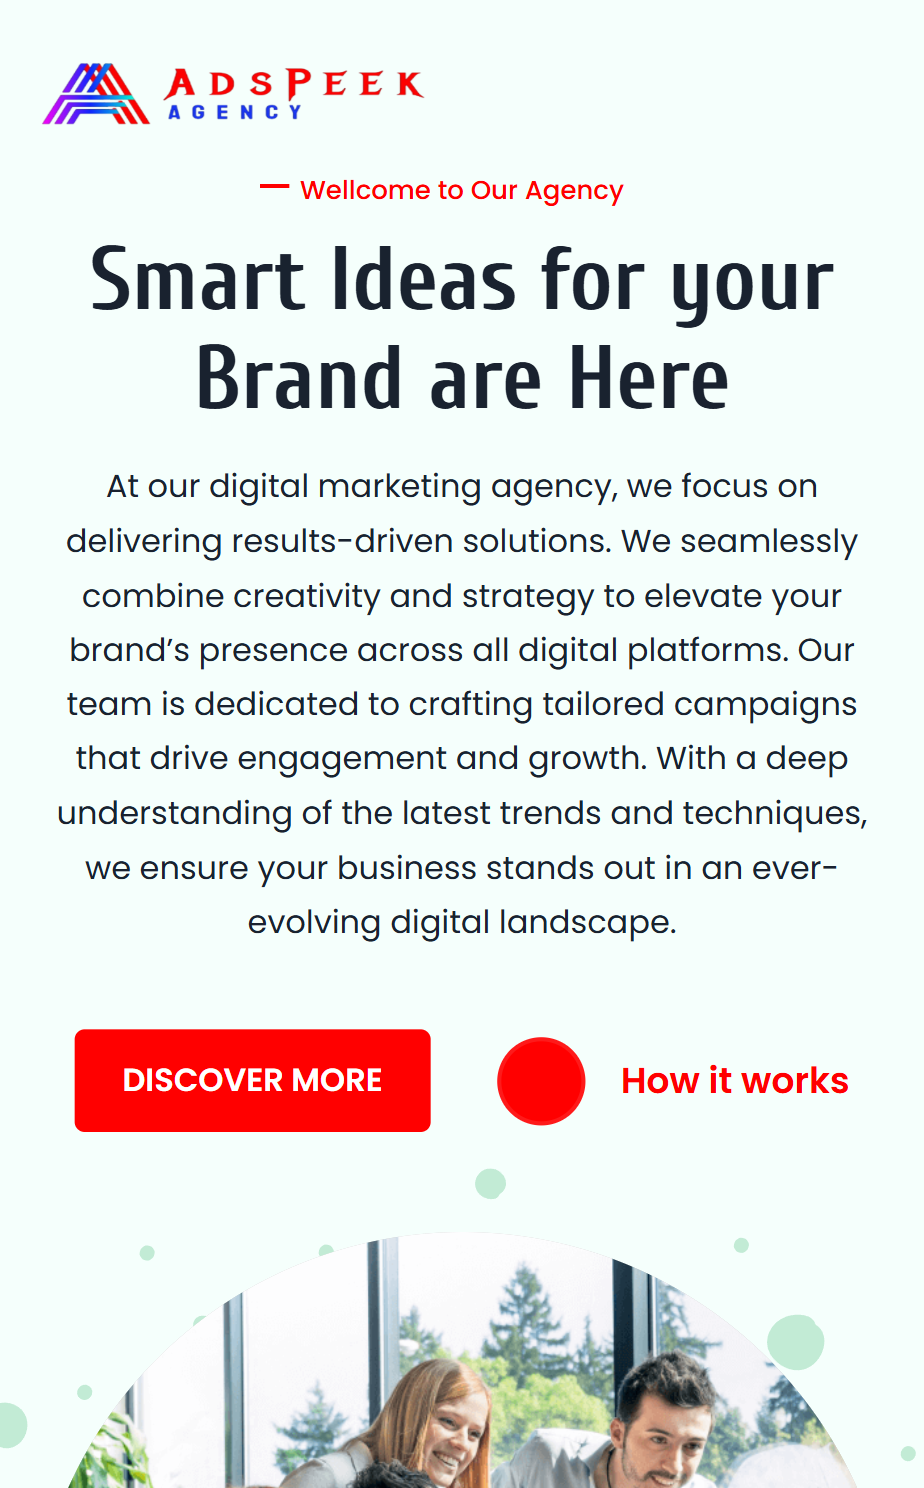 ADSPEEK
AGENCY
Wellcome to Our Agency
Smart Ideas for your
Brand are Here
At our digital marketing agency, we focus on
delivering results-driven solutions. We seamlessly
combine creativity and strategy to elevate your
brand’s presence across all digital platforms. Our
team is dedicated to crafting tailored campaigns
that drive engagement and growth. With a deep
understanding of the latest trends and techniques,
we ensure your business stands out in an ever-
evolving digital landscape.
DISCOVER MORE
How it works